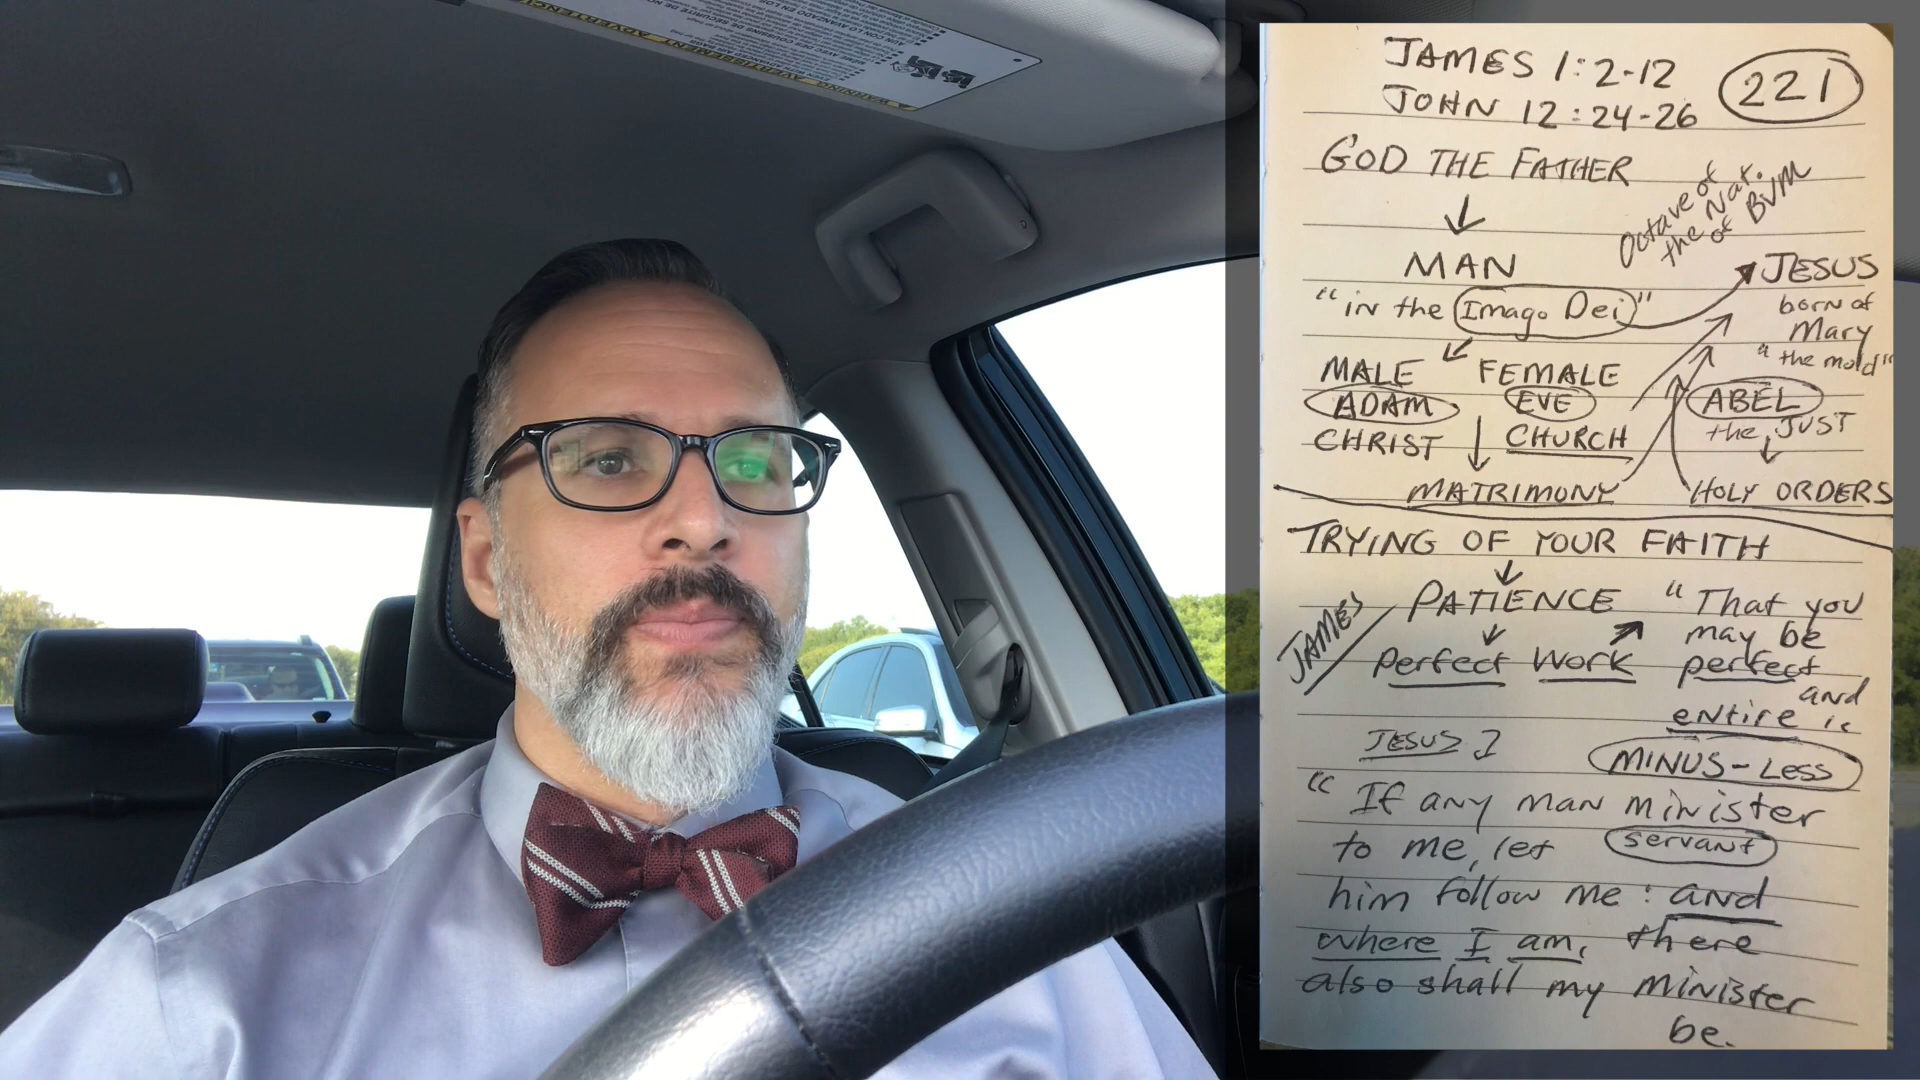 WARNING
AVERTISSEMENT ADVERTENCIA
JAMES 1:2-12
JOHN 12:24-26
221
GOD THE FATHER
Octave of
the Nat.
of BVM
MAN
"in the Imago Dei"
JESUS
born of
Mary
"the mold"
MALE FEMALE
ADAM EVE
CHRIST CHURCH
ABEL
the JUST
MATRIMONY
HOLY ORDERS
TRYING OF YOUR FAITH
JAMES
PATIENCE
Perfect Work
"That you
may be
perfect
and
entire
MINUS-Less
JESUS
"If any man minister
to me, let servant
him follow me: and
where I am, there
also shall my minister
be.